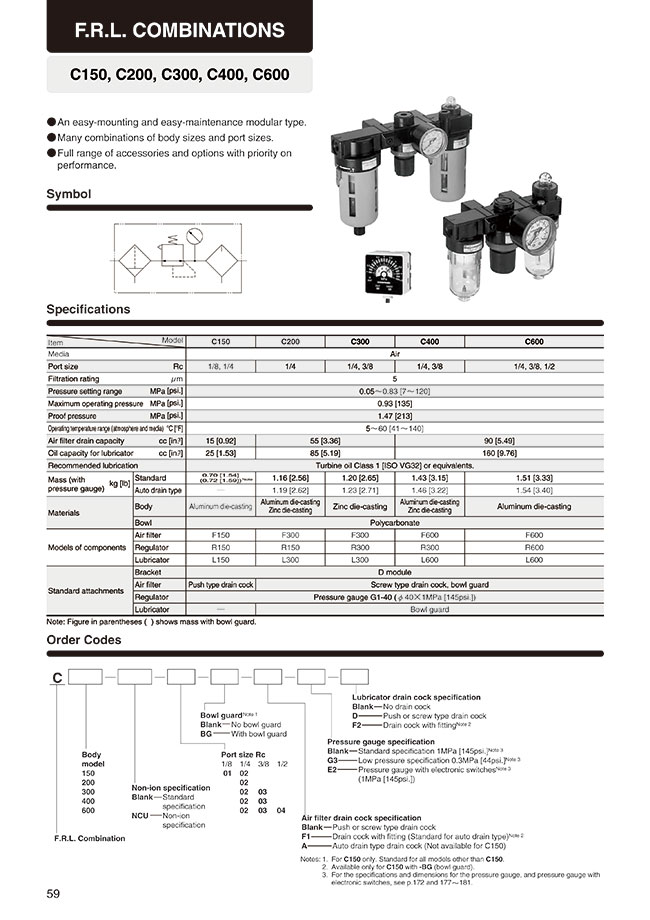 F.R.L. COMBINATIONS
C150, C200, C300, C400, C600
●An easy-mounting and easy-maintenance modular type.
●Many combinations of body sizes and port sizes.
●Full range of accessories and options with priority on
performance.
Symbol
Specifications
Item Model C150 C200 C300 C400 C600
Media Air
Port size Rc 1/8, 1/4 1/4 1/4, 3/8 1/4, 3/8 1/4, 3/8, 1/2
Filtration rating μm 5
Pressure setting range MPa [psi.] 0.05～0.83 [7～120]
Maximum operating pressure MPa [psi.] 0.93 [135]
Proof pressure MPa [psi.] 1.47 [213]
Operating temperature range (atmosphere and media) °C [°F] 5～60 [41～140]
Air filter drain capacity cc [in.³] 15 [0.92] 55 [3.36] 90 [5.49]
Oil capacity for lubricator cc [in.³] 25 [1.53] 85 [5.19] 160 [9.76]
Recommended lubrication Turbine oil Class 1 [ISO VG32] or equivalents.
Mass (with pressure gauge) kg [lb] Standard 0.70 [1.54] (0.72 [1.59])Note 1.16 [2.56] 1.20 [2.65] 1.43 [3.15] 1.51 [3.33]
Auto drain type — 1.19 [2.62] 1.23 [2.71] 1.46 [3.22] 1.54 [3.40]
Materials Body Aluminum die-casting Aluminum die-casting Zinc die-casting Zinc die-casting Aluminum die-casting Zinc die-casting Aluminum die-casting
Bowl Polycarbonate
Models of components Air filter F150 F300 F300 F600 F600
Regulator R150 R150 R300 R300 R600
Lubricator L150 L300 L300 L600 L600
Standard attachments Bracket D module
Air filter Push type drain cock Screw type drain cock, bowl guard
Regulator Pressure gauge G1-40 ( φ 40×1MPa [145psi.])
Lubricator — Bowl guard
Note: Figure in parentheses ( ) shows mass with bowl guard.
Order Codes
C
Lubricator drain cock specification
Blank—No drain cock
D—Push or screw type drain cock
F2—Drain cock with fittingNote 2
Bowl guardNote 1
Blank—No bowl guard
BG—With bowl guard
Pressure gauge specification
Blank—Standard specification 1MPa [145psi.]Note 3
G3—Low pressure specification 0.3MPa [44psi.]Note 3
E2—Pressure gauge with electronic switchesNote 3
(1MPa [145psi.])
Body
model
150
200
300
400
600
Port size Rc
1/8 1/4 3/8 1/2
01 02
02
02 03
02 03
02 03 04
Non-ion specification
Blank—Standard
specification
NCU—Non-ion
specification
Air filter drain cock specification
Blank—Push or screw type drain cock
F1—Drain cock with fitting (Standard for auto drain type)Note 2
A—Auto drain type drain cock (Not available for C150)
F.R.L. Combination
Notes: 1. For C150 only. Standard for all models other than C150.
2. Available only for C150 with -BG (bowl guard).
3. For the specifications and dimensions for the pressure gauge, and pressure gauge with
electronic switches, see p.172 and 177～181.
59